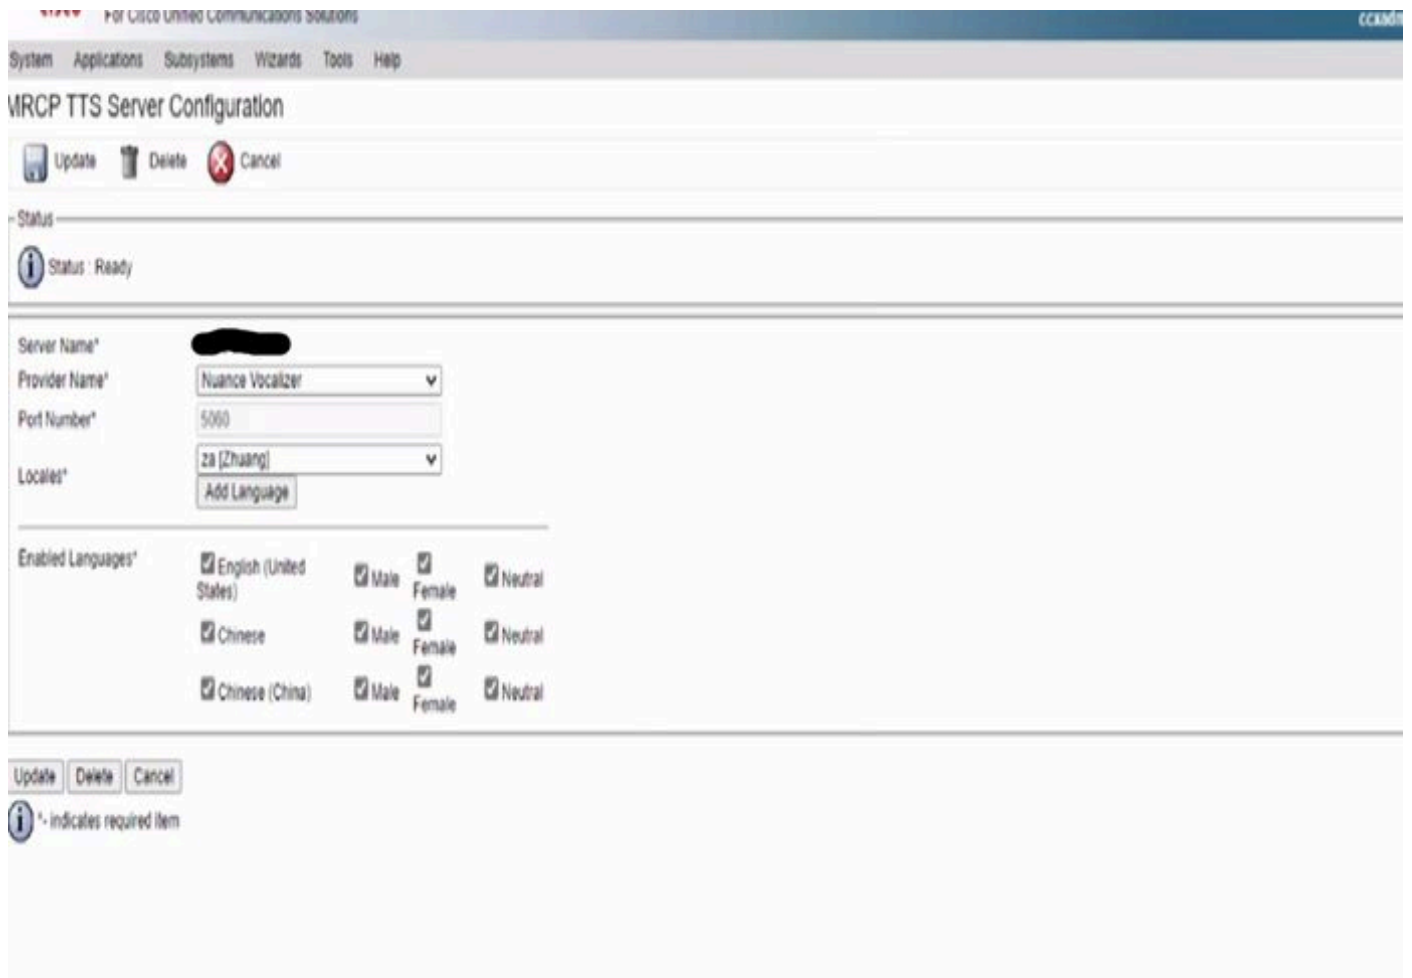 For Cisco Unified Communications Solutions
ccxadm
System Applications Subsystems Wizards Tools Help
MRCP TTS Server Configuration
Update Delete Cancel
Status
Status : Ready
Server Name*
Provider Name* Nuance Vocalizer
Port Number* 5060
Locales* za [Zhuang]
Add Language
Enabled Languages* English (United States) Male Female Neutral
Chinese Male Female Neutral
Chinese (China) Male Female Neutral
Update Delete Cancel
*- indicates required item